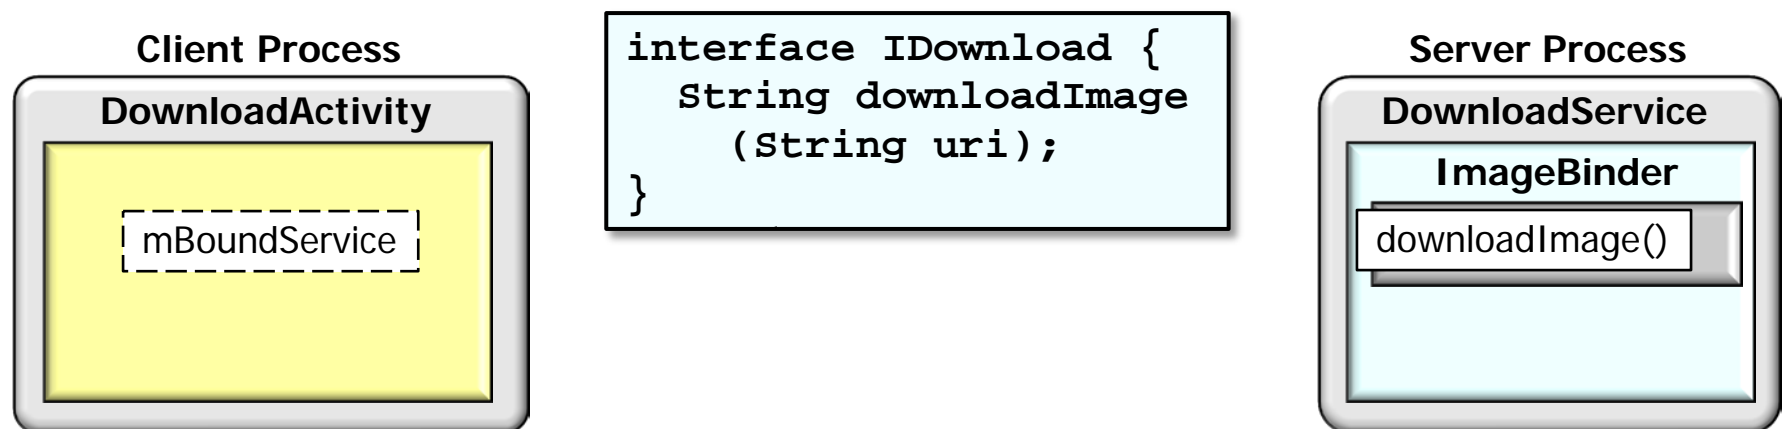 Client Process
DownloadActivity
mBoundService
interface IDownload {
String downloadImage
(String uri);
}
Server Process
DownloadService
ImageBinder
downloadImage()